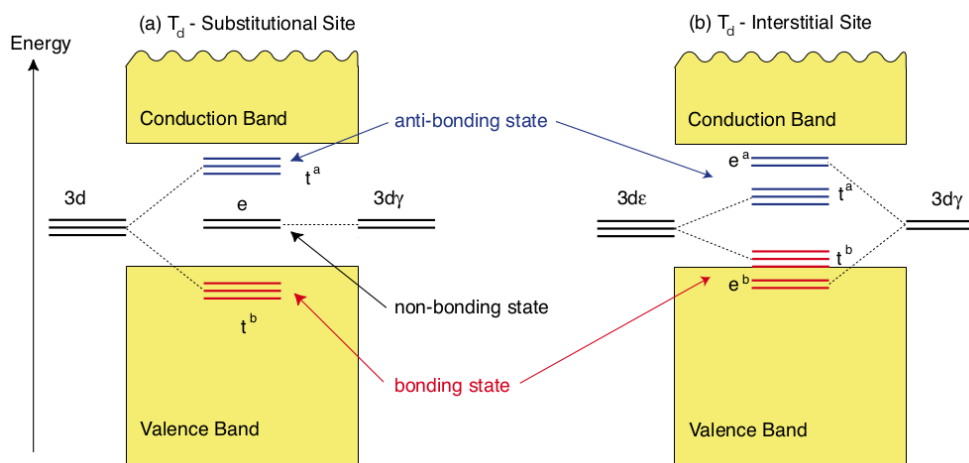 (a) T_d - Substitutional Site
(b) T_d - Interstitial Site
Energy
Conduction Band
anti-bonding state
Conduction Band
e^a
t^a
t^a
3d
e
3dγ
3dε
3dγ
t^b
e^b
non-bonding state
t^b
bonding state
Valence Band
Valence Band